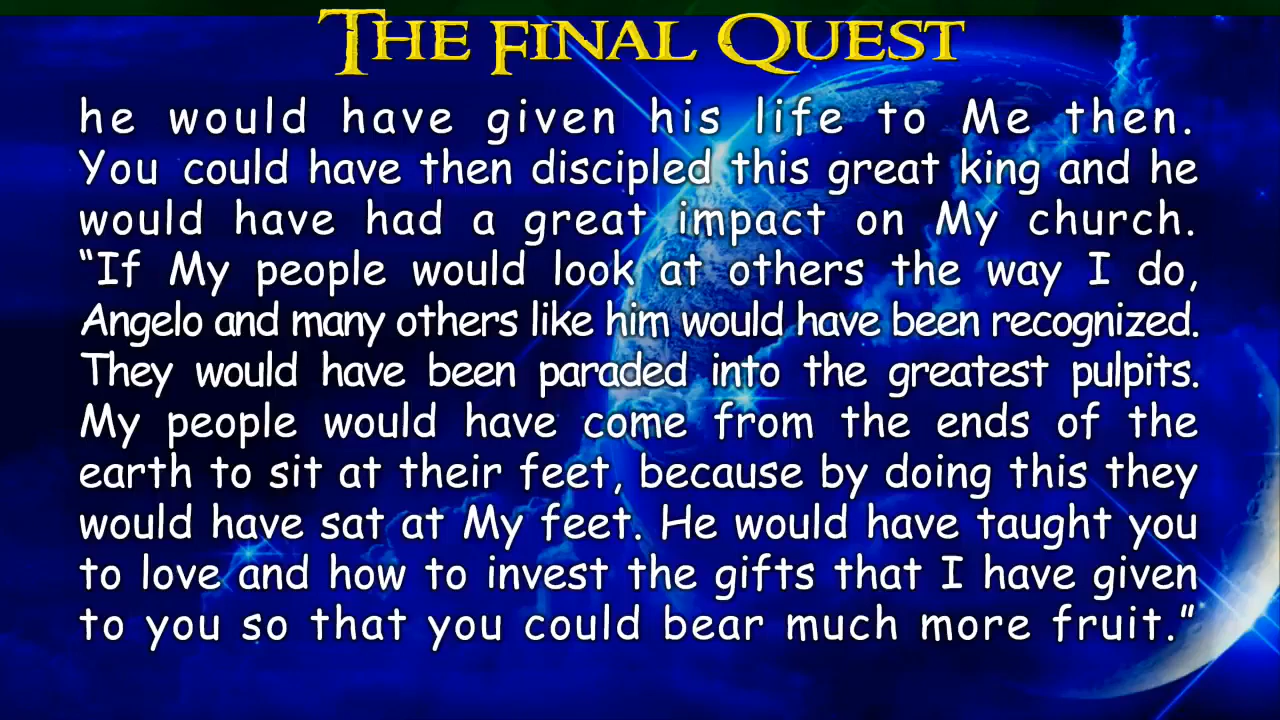 The Final Quest
he would have given his life to Me then.
You could have then discipled this great king and he
would have had a great impact on My church.
“If My people would look at others the way I do,
Angelo and many others like him would have been recognized.
They would have been paraded into the greatest pulpits.
My people would have come from the ends of the
earth to sit at their feet, because by doing this they
would have sat at My feet. He would have taught you
to love and how to invest the gifts that I have given
to you so that you could bear much more fruit.”